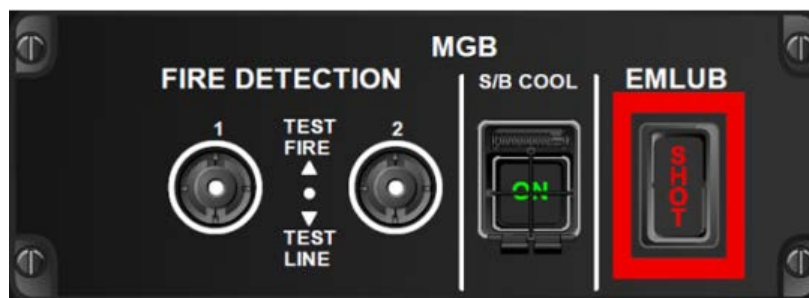 MGB
FIRE DETECTION
S/B COOL
EMLUB
1
TEST
FIRE
2
TEST
LINE
ON
SHOT